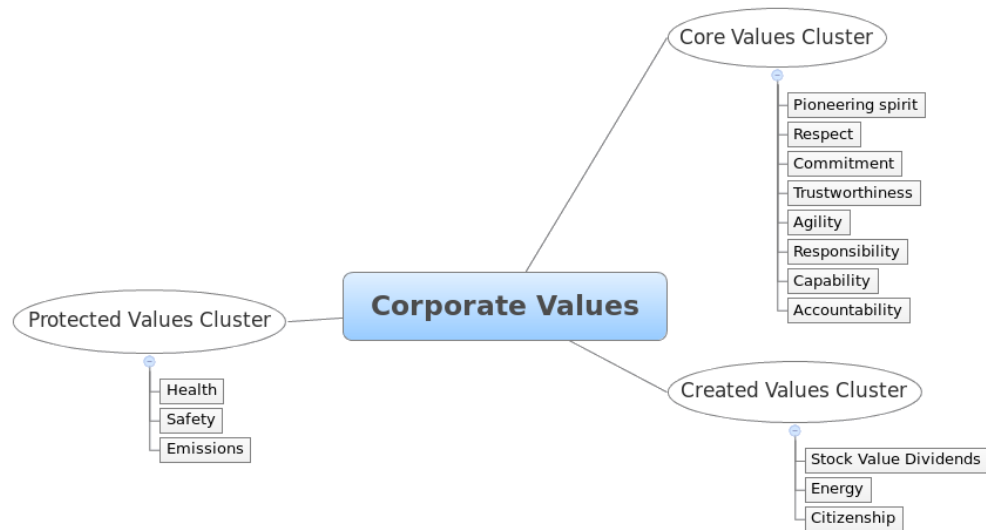 Core Values Cluster
Pioneering spirit
Respect
Commitment
Trustworthiness
Agility
Responsibility
Capability
Accountability
Corporate Values
Protected Values Cluster
Health
Safety
Emissions
Created Values Cluster
Stock Value Dividends
Energy
Citizenship